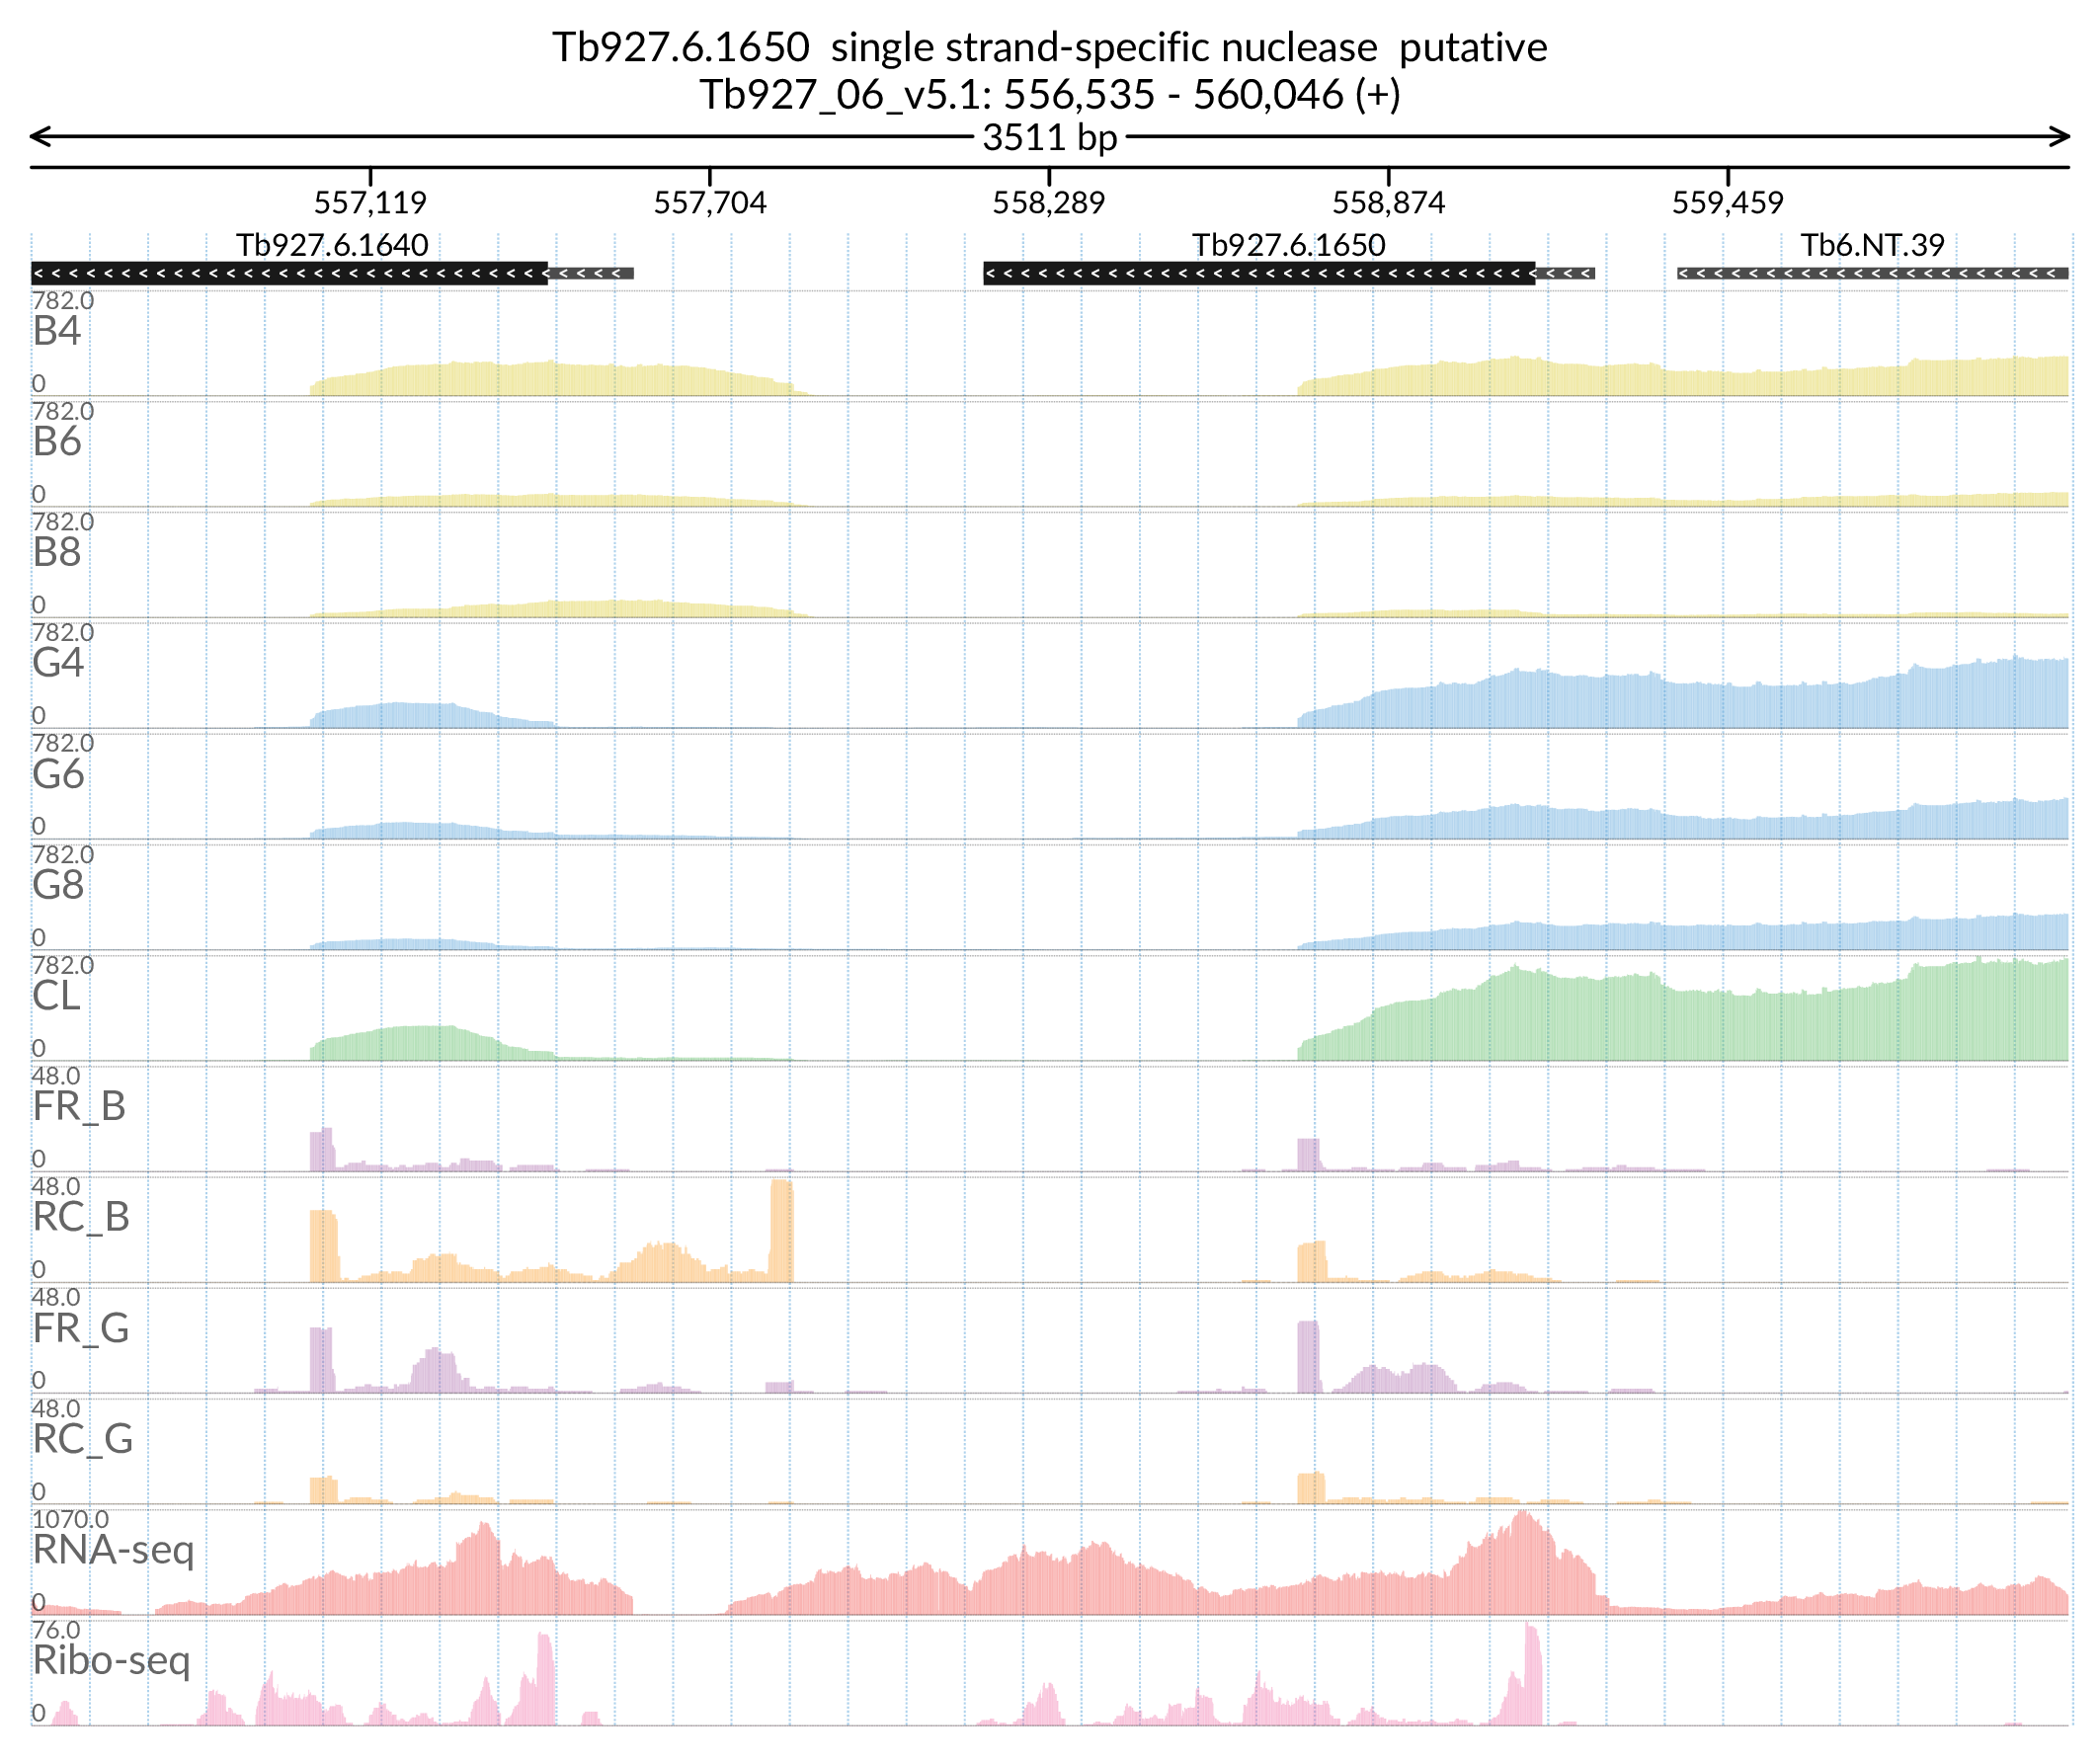 Tb927.6.1650 single strand-specific nuclease putative
Tb927_06_v5.1: 556,535 - 560,046 (+)
3511 bp
557,119 557,704 558,289 558,874 559,459
Tb927.6.1640 Tb927.6.1650 Tb6.NT.39
782.0
B4
0
782.0
B6
0
782.0
B8
0
782.0
G4
0
782.0
G6
0
782.0
G8
0
782.0
CL
0
48.0
FR_B
0
48.0
RC_B
0
48.0
FR_G
0
48.0
RC_G
0
1070.0
RNA-seq
0
76.0
Ribo-seq
0